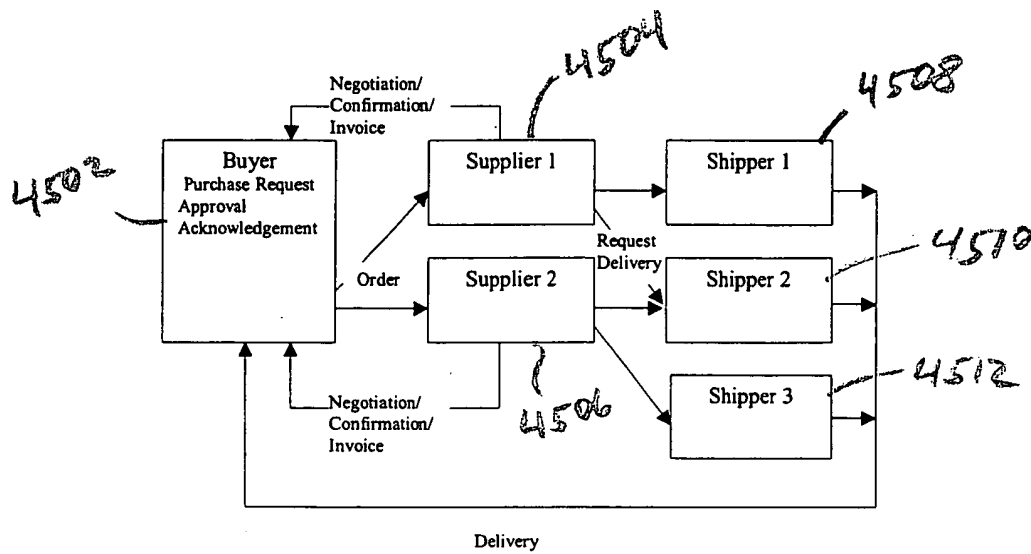 4504
4508
Negotiation/
Confirmation/
Invoice
Buyer
Purchase Request
Approval
Acknowledgement
Supplier 1
Shipper 1
4502
4510
Request
Delivery
Order
Supplier 2
Shipper 2
4512
Shipper 3
Negotiation/
Confirmation/
Invoice
4506
Delivery